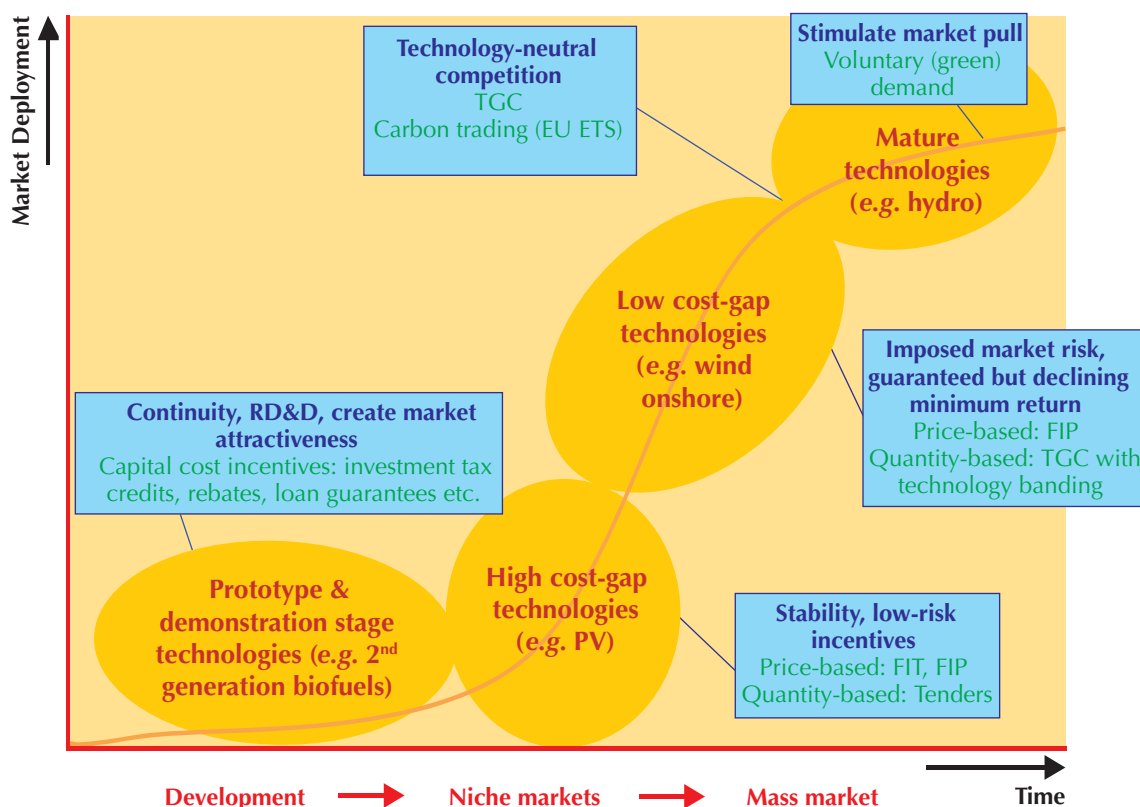 Market Deployment
Technology-neutral
competition
TGC
Carbon trading (EU ETS)
Stimulate market pull
Voluntary (green)
demand
Mature
technologies
(e.g. hydro)
Low cost-gap
technologies
(e.g. wind
onshore)
Imposed market risk,
guaranteed but declining
minimum return
Price-based: FIP
Quantity-based: TGC with
technology banding
Continuity, RD&D, create market
attractiveness
Capital cost incentives: investment tax
credits, rebates, loan guarantees etc.
Prototype &
demonstration stage
technologies (e.g. 2nd
generation biofuels)
High cost-gap
technologies
(e.g. PV)
Stability, low-risk
incentives
Price-based: FIT, FIP
Quantity-based: Tenders
Development
Niche markets
Mass market
Time